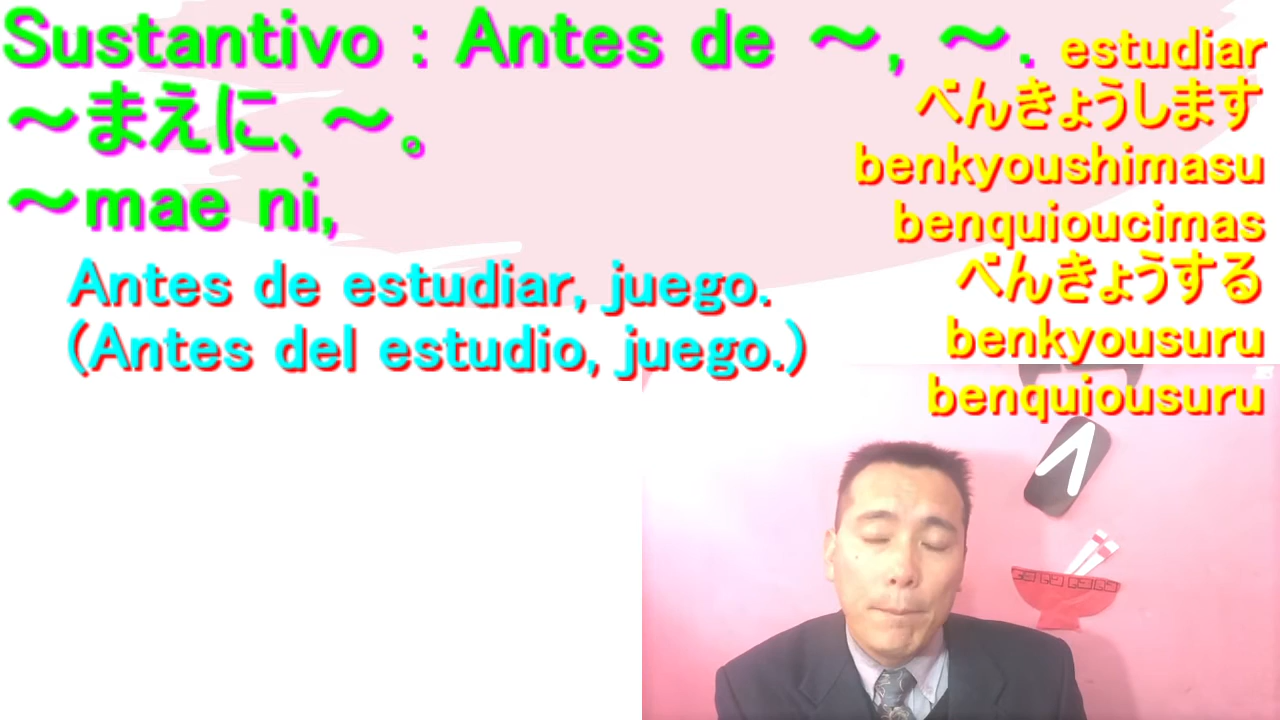 Sustantivo : Antes de ～, ～.
～まえに、～。
～mae ni,
Antes de estudiar, juego.
(Antes del estudio, juego.)
estudiar
べんきょうします
benkyoushimasu
benquioucimas
べんきょうする
benkyousuru
benquiousuru